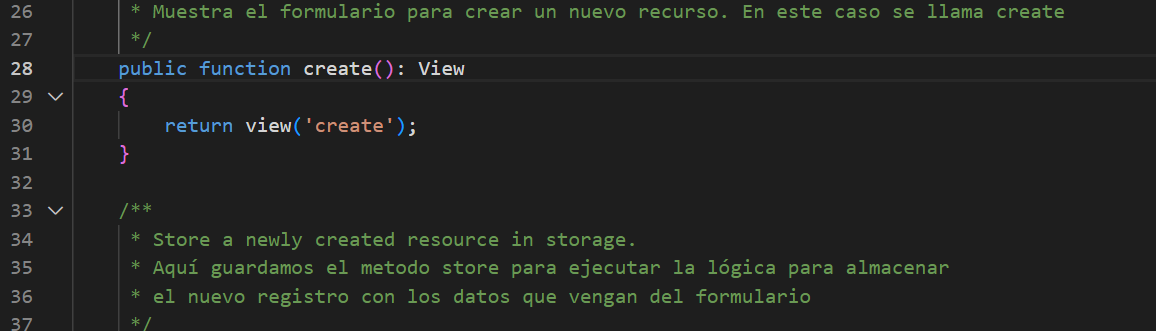 26 * Muestra el formulario para crear un nuevo recurso. En este caso se llama create
27 */
28 public function create(): View
29 {
30 return view('create');
31 }
32
33 /**
34 * Store a newly created resource in storage.
35 * Aquí guardamos el metodo store para ejecutar la lógica para almacenar
36 * el nuevo registro con los datos que vengan del formulario
37 */